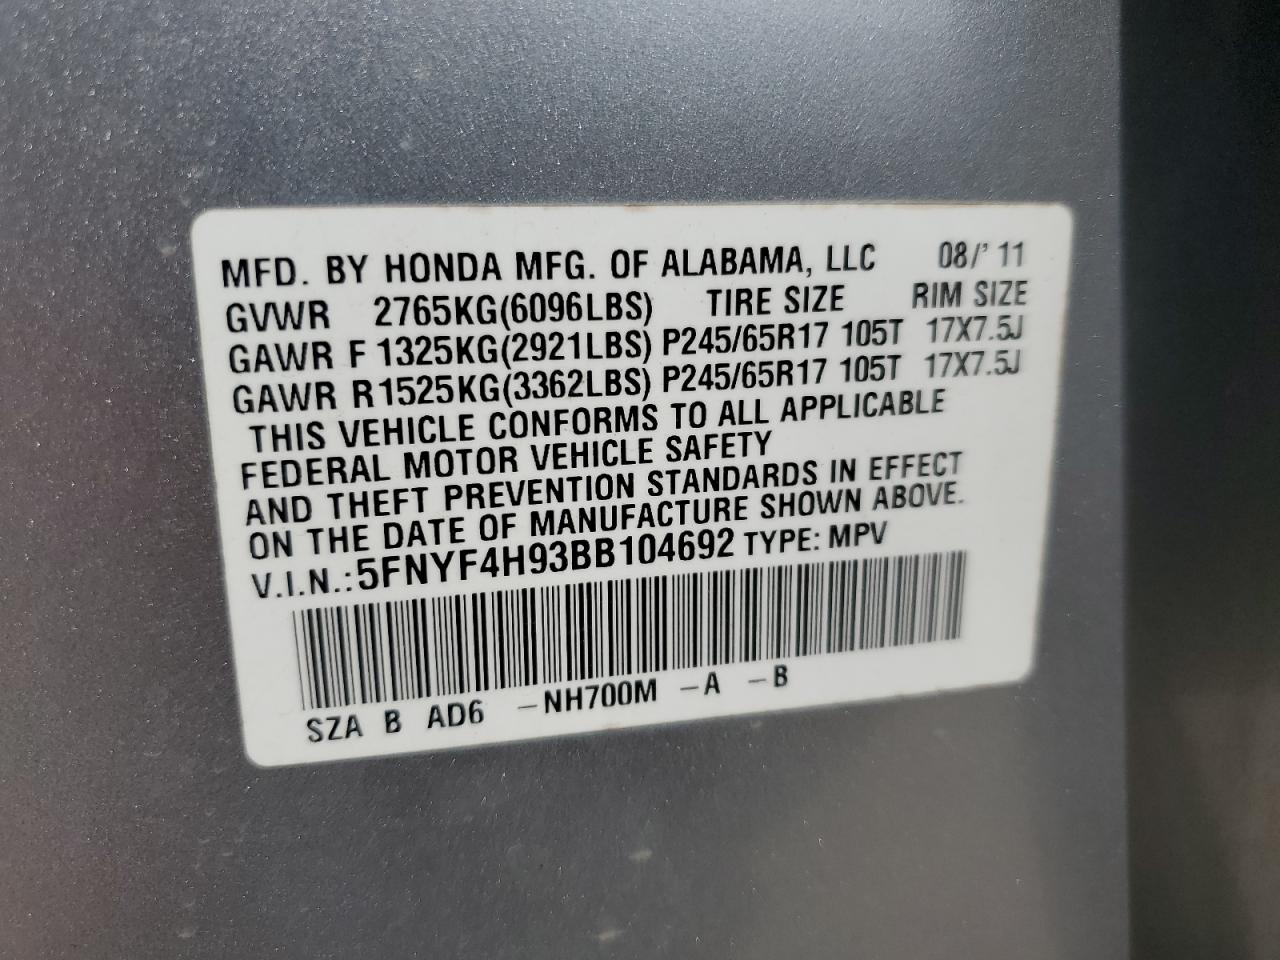 MFD. BY HONDA MFG. OF ALABAMA, LLC 08/' 11
GVWR 2765KG(6096LBS) TIRE SIZE RIM SIZE
GAWR F 1325KG(2921LBS) P245/65R17 105T 17X7.5J
GAWR R1525KG(3362LBS) P245/65R17 105T 17X7.5J
THIS VEHICLE CONFORMS TO ALL APPLICABLE
FEDERAL MOTOR VEHICLE SAFETY
AND THEFT PREVENTION STANDARDS IN EFFECT
ON THE DATE OF MANUFACTURE SHOWN ABOVE.
V.I.N.:5FNYF4H93BB104692 TYPE: MPV
SZA B AD6 –NH700M –A –B